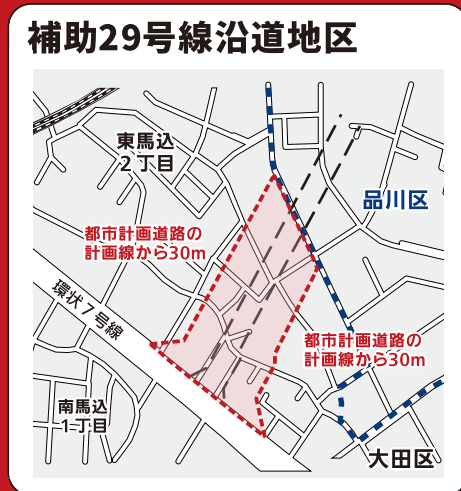 補助29号線沿道地区
東馬込
2丁目
品川区
都市計画道路の
計画線から30m
環状7号線
都市計画道路の
計画線から30m
南馬込
1丁目
大田区